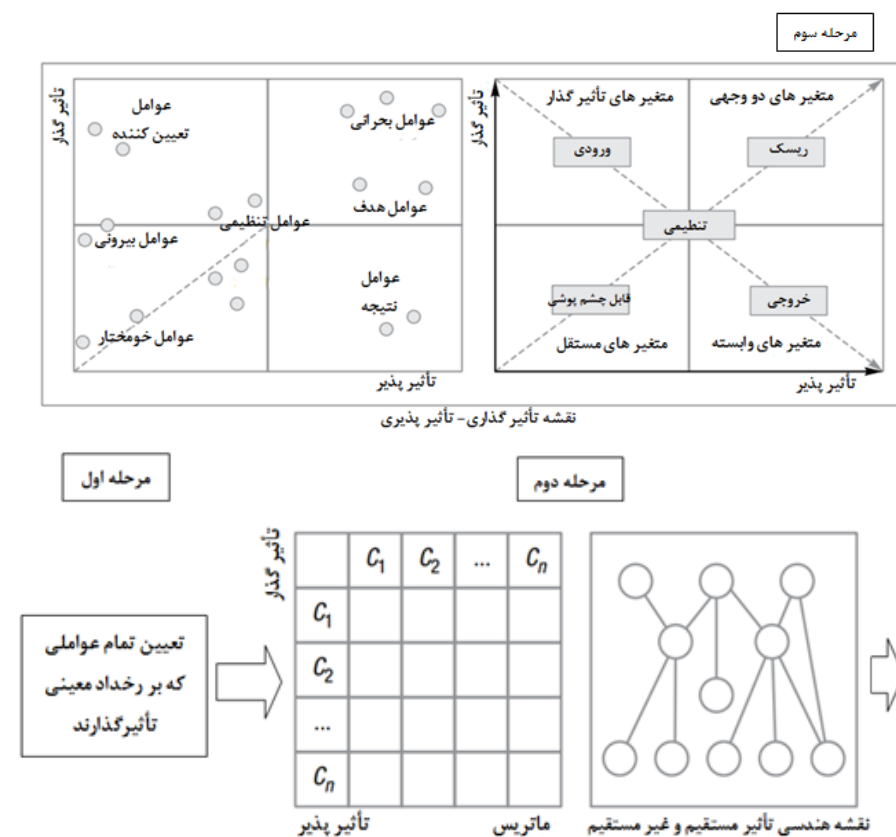 مرحله سوم
تأثیر گذار
عوامل
تعیین کننده
عوامل بحرانی
عوامل هدف
عوامل تنظیمی
عوامل بیرونی
عوامل
نتیجه
عوامل خومختار
تأثیر پذیر
تأثیر گذار
متغیر های تأثیر گذار
متغیر های دو وجهی
ورودی
ریسک
تنطیمی
قابل چشم پوشی
خروجی
متغیر های مستقل
متغیر های وابسته
تأثیر پذیر
نقشه تأثیر گذاری- تأثیر پذیری
مرحله اول
مرحله دوم
تعیین تمام عواملی
که بر رخداد معینی
تأثیرگذارند
تأثیر گذار
C1 C2 ... Cn
C1
C2
...
Cn
تأثیر پذیر
ماتریس
نقشه هندسی تأثیر مستقیم و غیر مستقیم